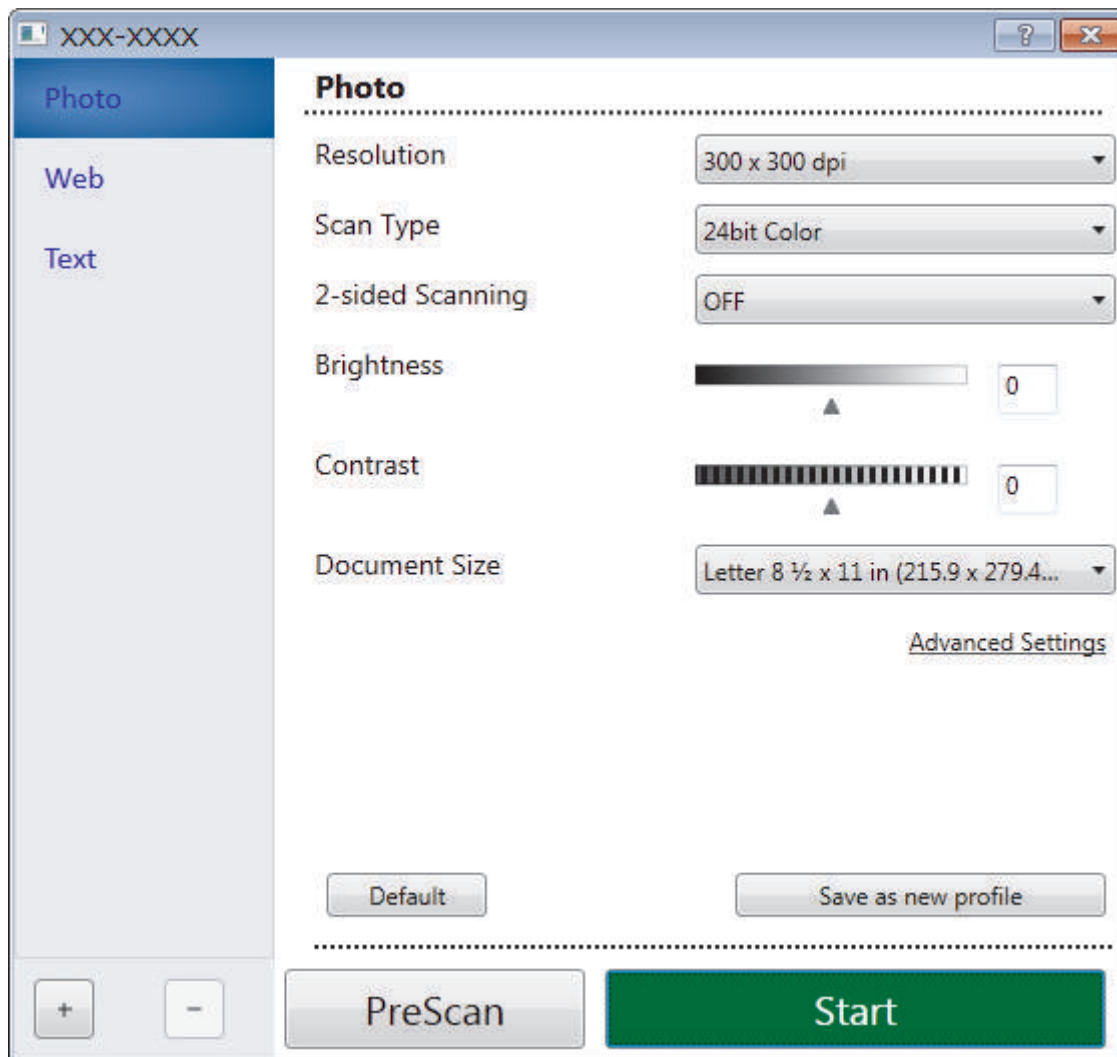 XXX-XXXX ?
Photo
Web
Text
Photo
Resolution 300 x 300 dpi
Scan Type 24bit Color
2-sided Scanning OFF
Brightness 0
Contrast 0
Document Size Letter 8 ½ x 11 in (215.9 x 279.4...
Advanced Settings
Default Save as new profile
+ − PreScan Start